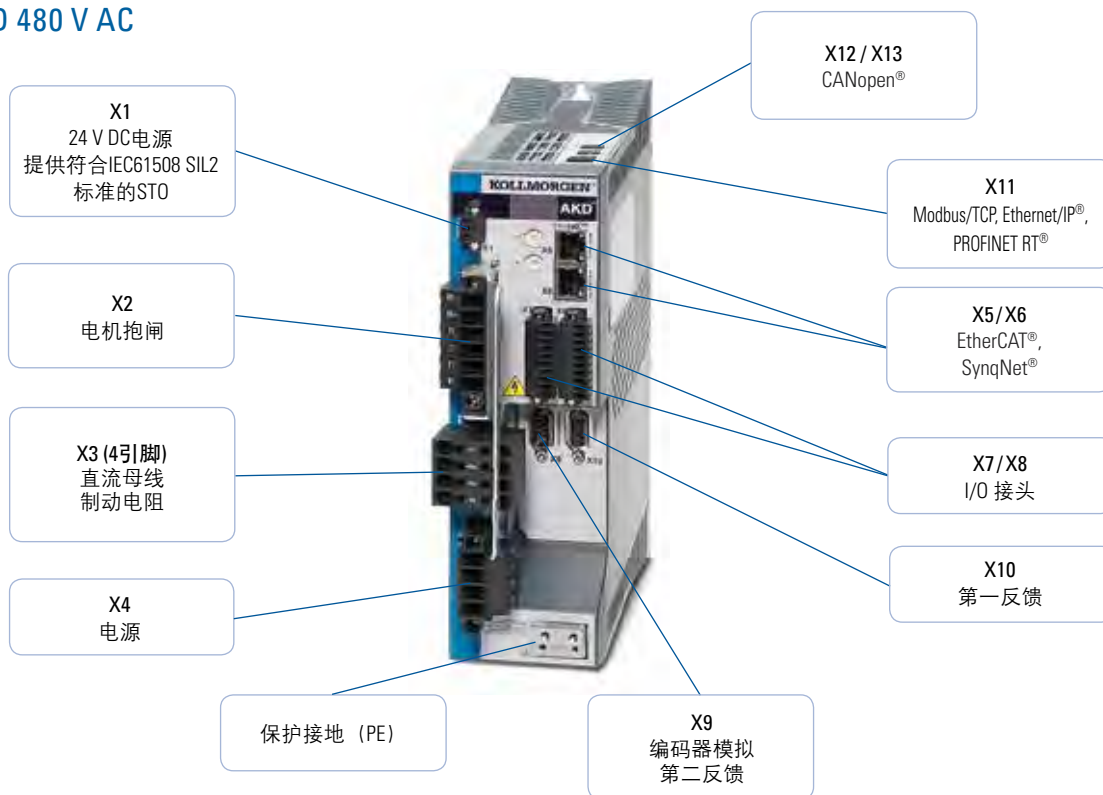 D 480 V AC
X12 / X13
CANopen®
X1
24 V DC电源
提供符合IEC61508 SIL2
标准的STO
KOLLMORGEN
AKD
X11
Modbus/TCP, Ethernet/IP®,
PROFINET RT®
X2
电机抱闸
X5/X6
EtherCAT®,
SynqNet®
X3 (4引脚)
直流母线
制动电阻
X7/X8
I/O 接头
X10
第一反馈
X4
电源
保护接地（PE）
X9
编码器模拟
第二反馈